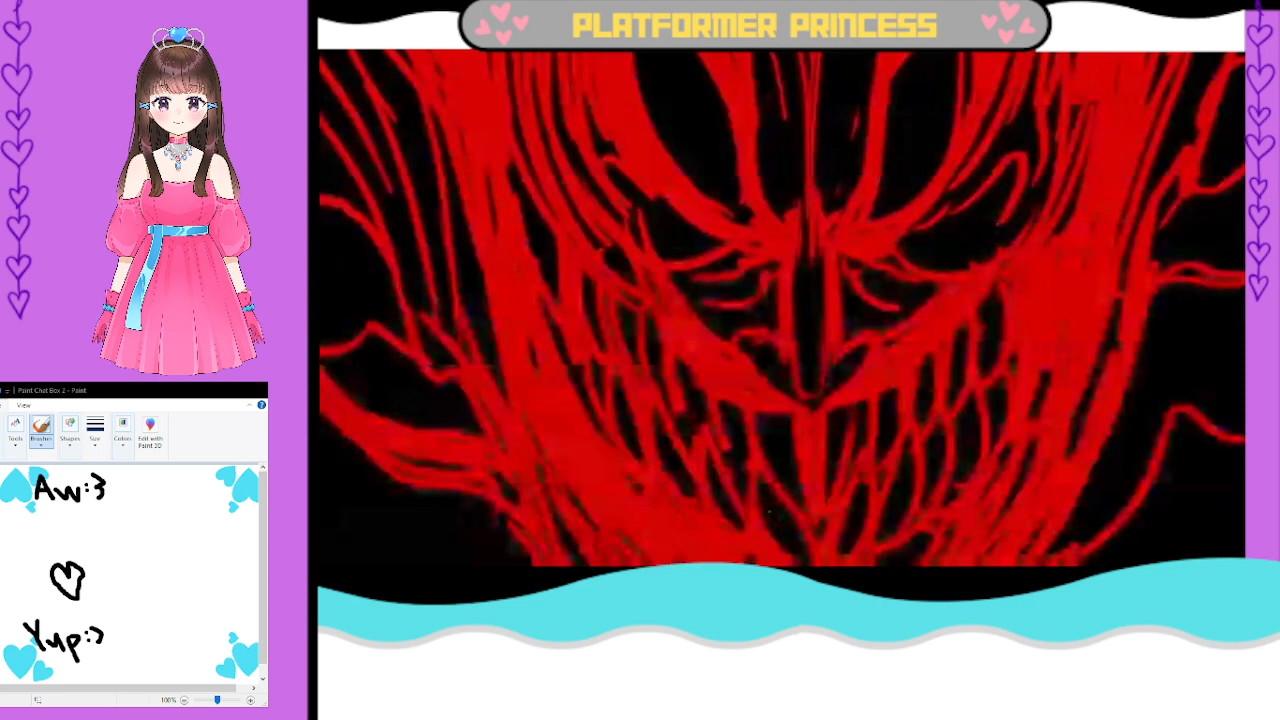 PLATFORMER PRINCESS
Paint Chat Box 2 - Paint
View
Tools
Brushes
Shapes
Size
Colors
Edit with
Paint 3D
Aw:3
Yup:>
100%